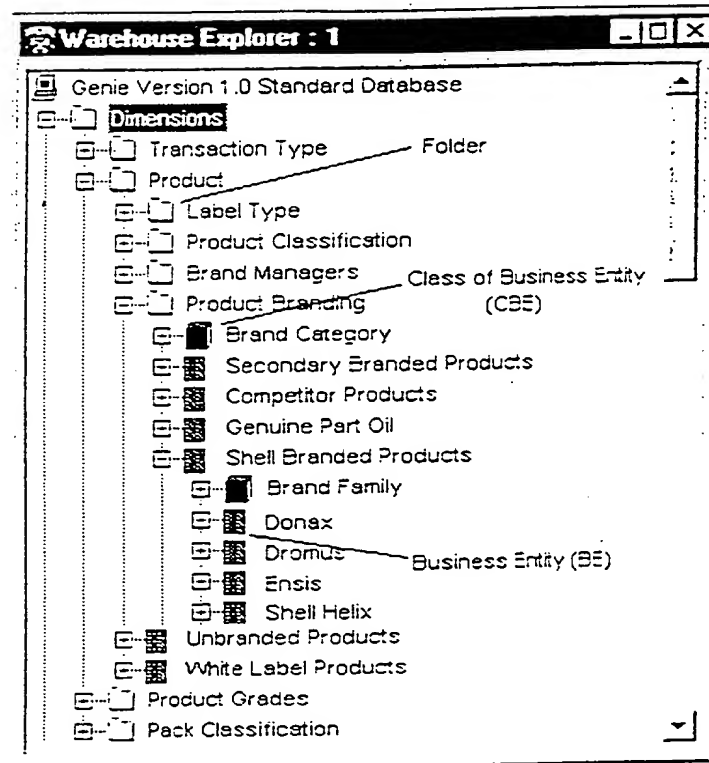 Warehouse Explorer : 1
Genie Version 1.0 Standard Database
Dimensions
Transaction Type
Folder
Product
Label Type
Product Classification
Brand Managers
Class of Business Entity
(CBE)
Product Branding
Brand Category
Secondary Branded Products
Competitor Products
Genuine Part Oil
Shell Branded Products
Brand Family
Donax
Dromus
Business Entity (BE)
Ensis
Shell Helix
Unbranded Products
White Label Products
Product Grades
Pack Classification